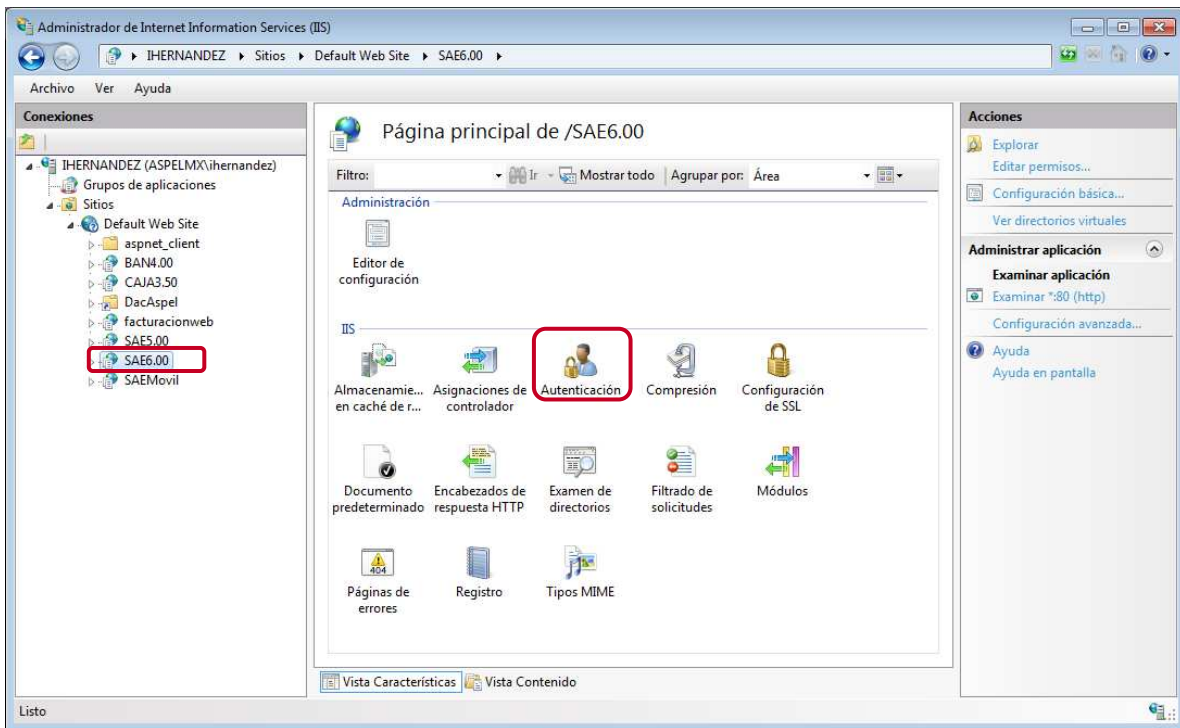 Administrador de Internet Information Services (IIS)
IHERNANDEZ
Sitios
Default Web Site
SAE6.00
Archivo
Ver
Ayuda
Conexiones
IHERNANDEZ (ASPELMX\ihernandez)
Grupos de aplicaciones
Sitios
Default Web Site
aspnet_client
BAN4.00
CAJA3.50
DacAspel
facturacionweb
SAE5.00
SAE6.00
SAEMovil
Página principal de /SAE6.00
Filtro:
Ir
Mostrar todo
Agrupar por:
Área
Administración
Editor de
configuración
IIS
Almacenamie...
en caché de r...
Asignaciones de
controlador
Autenticación
Compresión
Configuración
de SSL
Documento
predeterminado
Encabezados de
respuesta HTTP
Examen de
directorios
Filtrado de
solicitudes
Módulos
404
Páginas de
errores
Registro
Tipos MIME
Vista Características
Vista Contenido
Acciones
Explorar
Editar permisos...
Configuración básica...
Ver directorios virtuales
Administrar aplicación
Examinar aplicación
Examinar *:80 (http)
Configuración avanzada...
Ayuda
Ayuda en pantalla
Listo